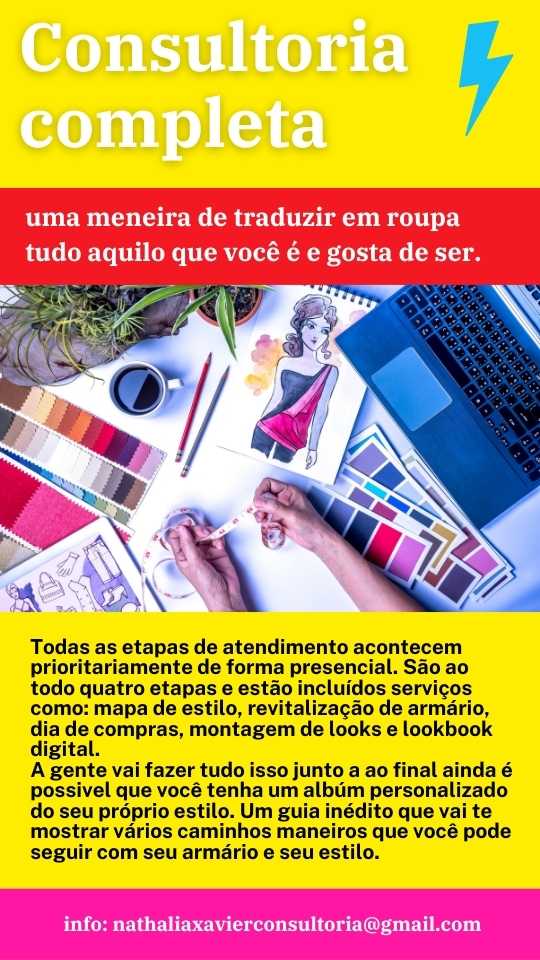 Consultoria
completa
uma meneira de traduzir em roupa
tudo aquilo que você é e gosta de ser.
Todas as etapas de atendimento acontecem
prioritariamente de forma presencial. São ao
todo quatro etapas e estão incluídos serviços
como: mapa de estilo, revitalização de armário,
dia de compras, montagem de looks e lookbook
digital.
A gente vai fazer tudo isso junto a ao final ainda é
possivel que você tenha um albúm personalizado
do seu próprio estilo. Um guia inédito que vai te
mostrar vários caminhos maneiros que você pode
seguir com seu armário e seu estilo.
info: nathaliaxavierconsultoria@gmail.com